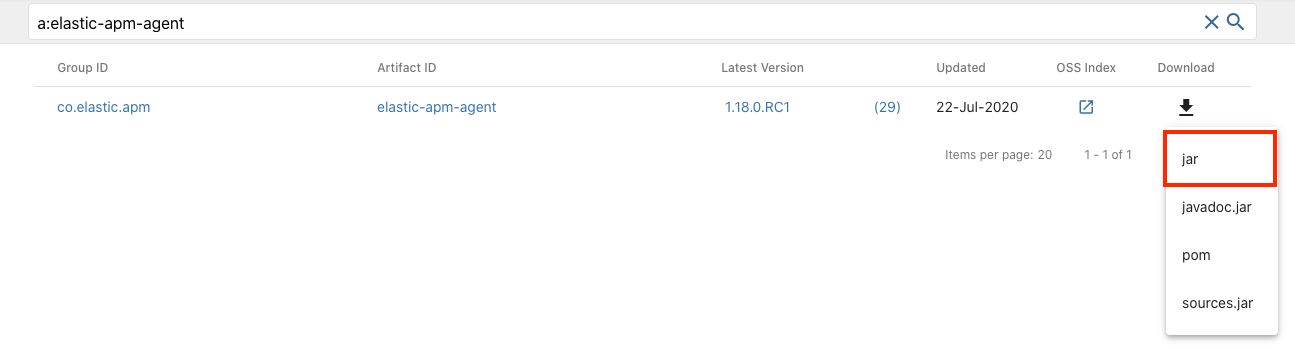 a:elastic-apm-agent
Group ID Artifact ID Latest Version Updated OSS Index Download
co.elastic.apm elastic-apm-agent 1.18.0.RC1 (29) 22-Jul-2020
Items per page: 20 1 - 1 of 1
jar
javadoc.jar
pom
sources.jar